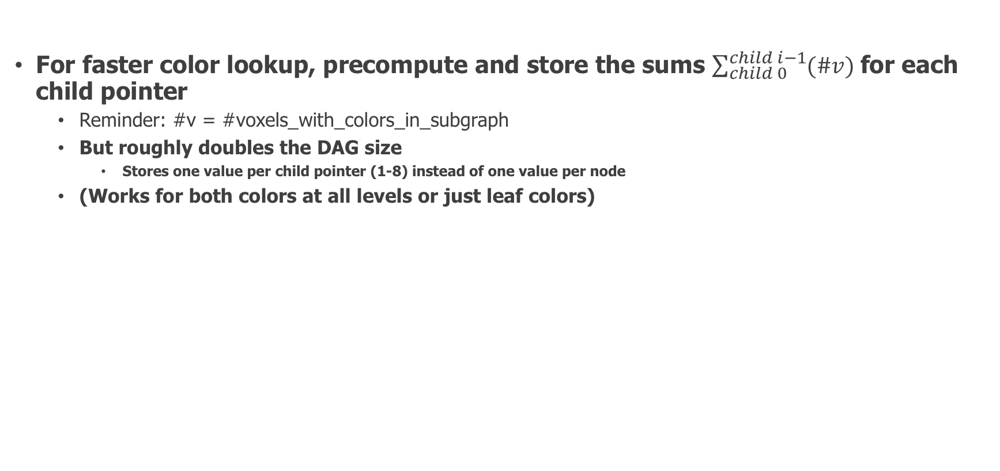 • For faster color lookup, precompute and store the sums ∑_{child 0}^{child i−1}(#v) for each
child pointer
• Reminder: #v = #voxels_with_colors_in_subgraph
• But roughly doubles the DAG size
• Stores one value per child pointer (1-8) instead of one value per node
• (Works for both colors at all levels or just leaf colors)